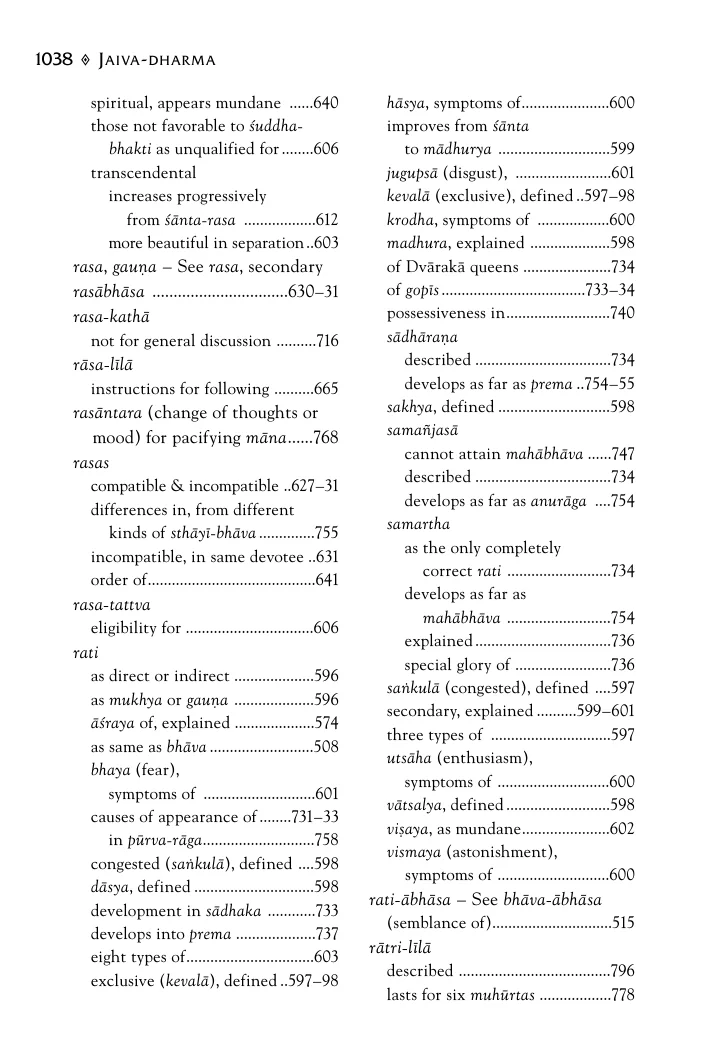 1038 ◊ JAIVA-DHARMA
spiritual, appears mundane ......640
those not favorable to śuddha-
bhakti as unqualified for ........606
transcendental
increases progressively
from śānta-rasa ..................612
more beautiful in separation ..603
rasa, gauṇa – See rasa, secondary
rasābhāsa ................................630–31
rasa-kathā
not for general discussion ..........716
rāsa-līlā
instructions for following ..........665
rasāntara (change of thoughts or
mood) for pacifying māna......768
rasas
compatible & incompatible ..627–31
differences in, from different
kinds of sthāyī-bhāva ..............755
incompatible, in same devotee ..631
order of..........................................641
rasa-tattva
eligibility for ................................606
rati
as direct or indirect ....................596
as mukhya or gauṇa ....................596
āśraya of, explained ....................574
as same as bhāva ..........................508
bhaya (fear),
symptoms of ............................601
causes of appearance of ........731–33
in pūrva-rāga............................758
congested (saṅkulā), defined ....598
dāsya, defined ..............................598
development in sādhaka ............733
develops into prema ....................737
eight types of................................603
exclusive (kevalā), defined ..597–98
hāsya, symptoms of......................600
improves from śānta
to mādhurya ............................599
jugupsā (disgust), ........................601
kevalā (exclusive), defined ..597–98
krodha, symptoms of ..................600
madhura, explained ....................598
of Dvārakā queens ......................734
of gopīs ....................................733–34
possessiveness in..........................740
sādhāraṇa
described ..................................734
develops as far as prema ..754–55
sakhya, defined ............................598
samañjasā
cannot attain mahābhāva ......747
described ..................................734
develops as far as anurāga ....754
samartha
as the only completely
correct rati ..........................734
develops as far as
mahābhāva ..........................754
explained ..................................736
special glory of ........................736
saṅkulā (congested), defined ....597
secondary, explained ..........599–601
three types of ..............................597
utsāha (enthusiasm),
symptoms of ............................600
vātsalya, defined ..........................598
viṣaya, as mundane......................602
vismaya (astonishment),
symptoms of ............................600
rati-ābhāsa – See bhāva-ābhāsa
(semblance of)..............................515
rātri-līlā
described ......................................796
lasts for six muhūrtas ..................778